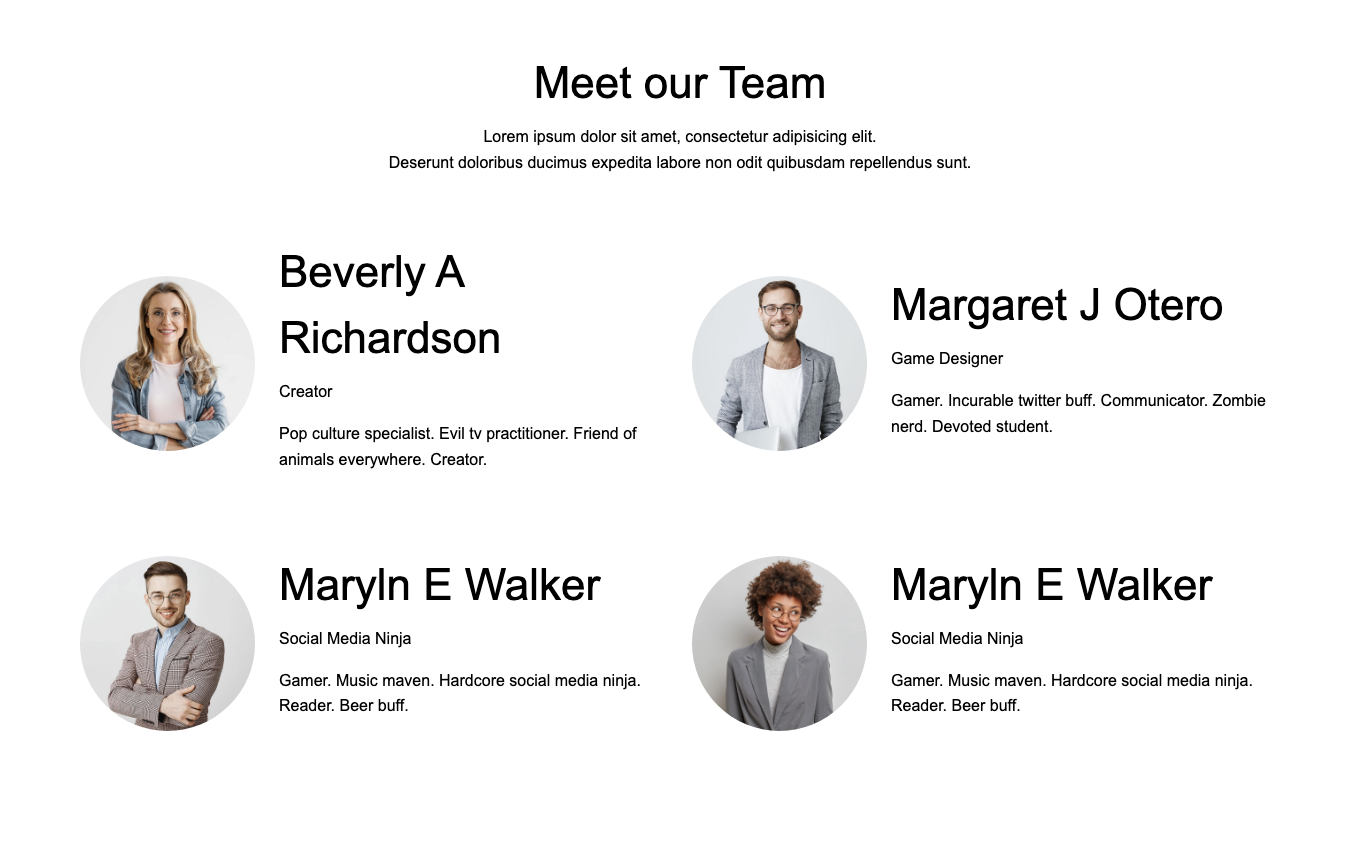 Meet our Team
Lorem ipsum dolor sit amet, consectetur adipisicing elit.
Deserunt doloribus ducimus expedita labore non odit quibusdam repellendus sunt.
Beverly A
Richardson
Creator
Pop culture specialist. Evil tv practitioner. Friend of
animals everywhere. Creator.
Margaret J Otero
Game Designer
Gamer. Incurable twitter buff. Communicator. Zombie
nerd. Devoted student.
Maryln E Walker
Social Media Ninja
Gamer. Music maven. Hardcore social media ninja.
Reader. Beer buff.
Maryln E Walker
Social Media Ninja
Gamer. Music maven. Hardcore social media ninja.
Reader. Beer buff.